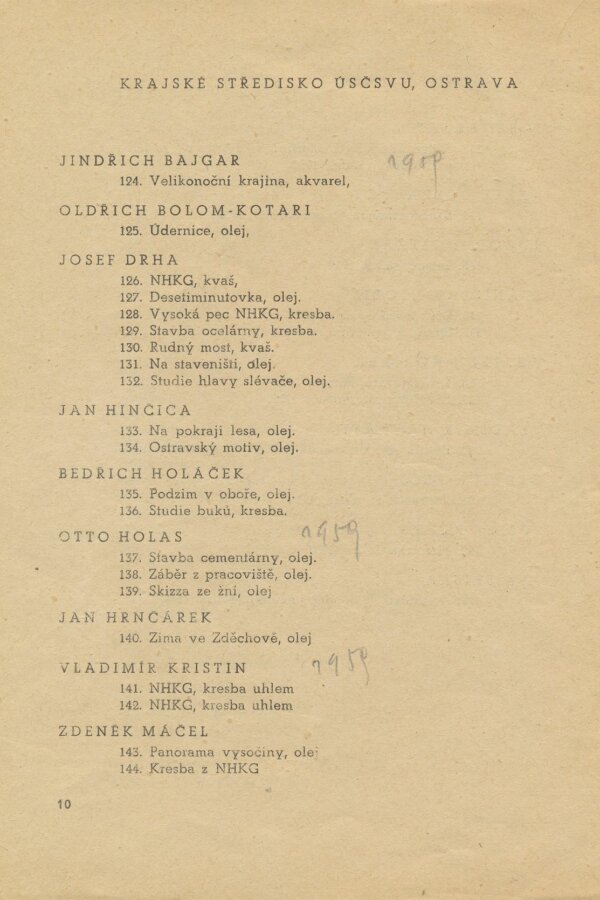 KRAJSKÉ STŘEDISKO ÚSČSVU, OSTRAVA
JINDŘICH BAJGAR
124. Velikonoční krajina, akvarel,
OLDŘICH BOLOM-KOTARI
125. Údernice, olej,
JOSEF DRHA
126. NHKG, kvaš,
127. Desetiminutovka, olej.
128. Vysoká pec NHKG, kresba.
129. Stavba ocelárny, kresba.
130. Rudný most, kvaš.
131. Na staveništi, olej.
132. Studie hlavy slévače, olej.
JAN HINČICA
133. Na pokraji lesa, olej.
134. Ostravský motiv, olej.
BEDŘICH HOLÁČEK
135. Podzim v oboře, olej.
136. Studie buků, kresba.
OTTO HOLAS 1959
137. Stavba cementárny, olej.
138. Záběr z pracoviště, olej.
139. Skizza ze žní, olej
JAN HRNČÁREK
140. Zima ve Zděchově, olej
VLADIMÍR KRISTIN 1959
141. NHKG, kresba uhlem
142. NHKG, kresba uhlem
ZDENĚK MÁČEL
143. Panorama vysočiny, olej
144. Kresba z NHKG
10